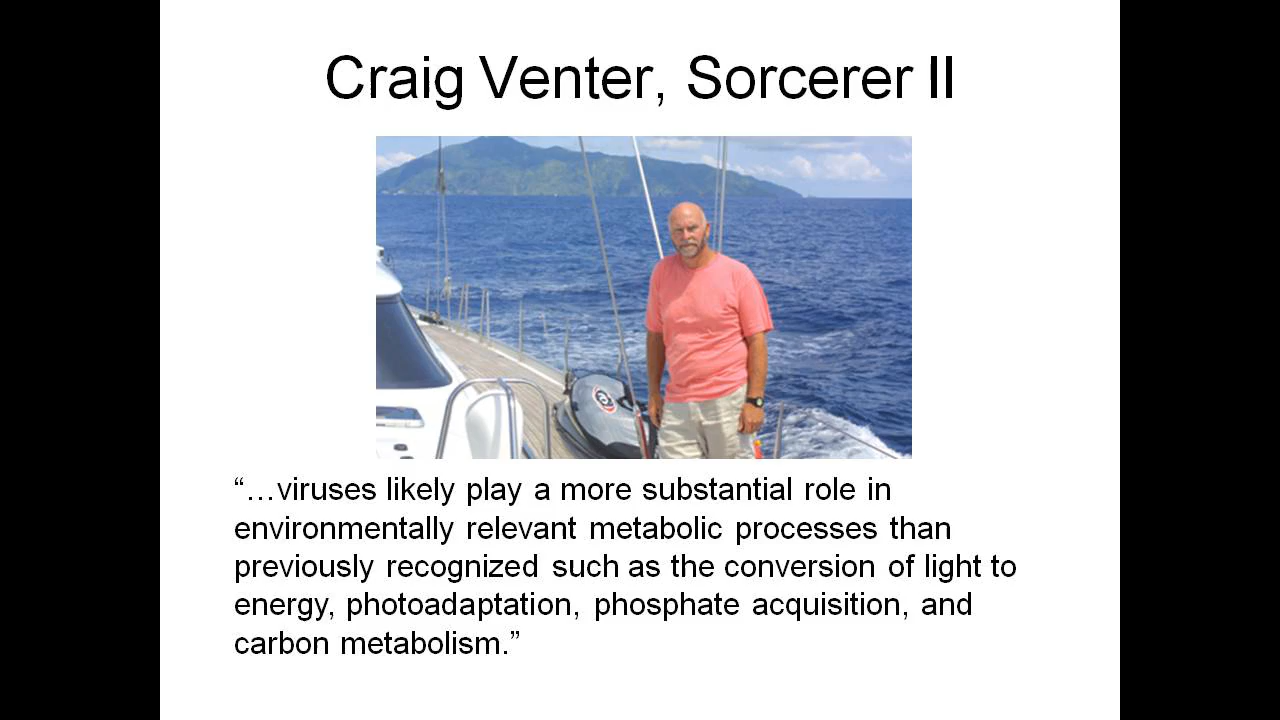 Craig Venter, Sorcerer II
“…viruses likely play a more substantial role in
environmentally relevant metabolic processes than
previously recognized such as the conversion of light to
energy, photoadaptation, phosphate acquisition, and
carbon metabolism.”